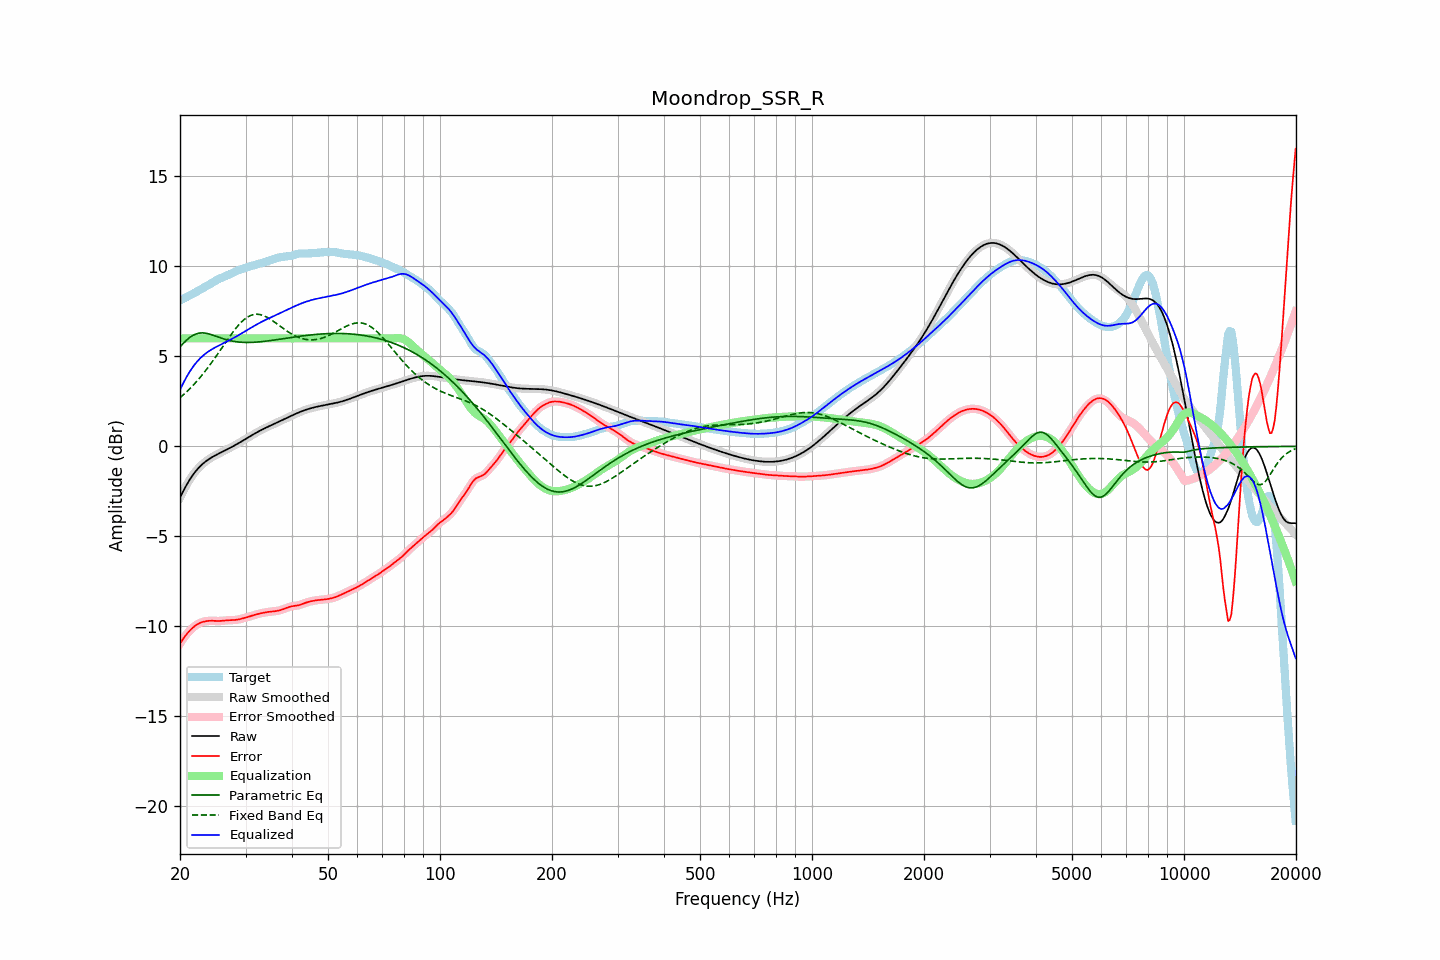 Moondrop_SSR_R
Amplitude (dBr)
15
10
5
0
−5
−10
−15
−20
Target
Raw Smoothed
Error Smoothed
Raw
Error
Equalization
Parametric Eq
Fixed Band Eq
Equalized
20 50 100 200 500 1000 2000 5000 10000 20000
Frequency (Hz)